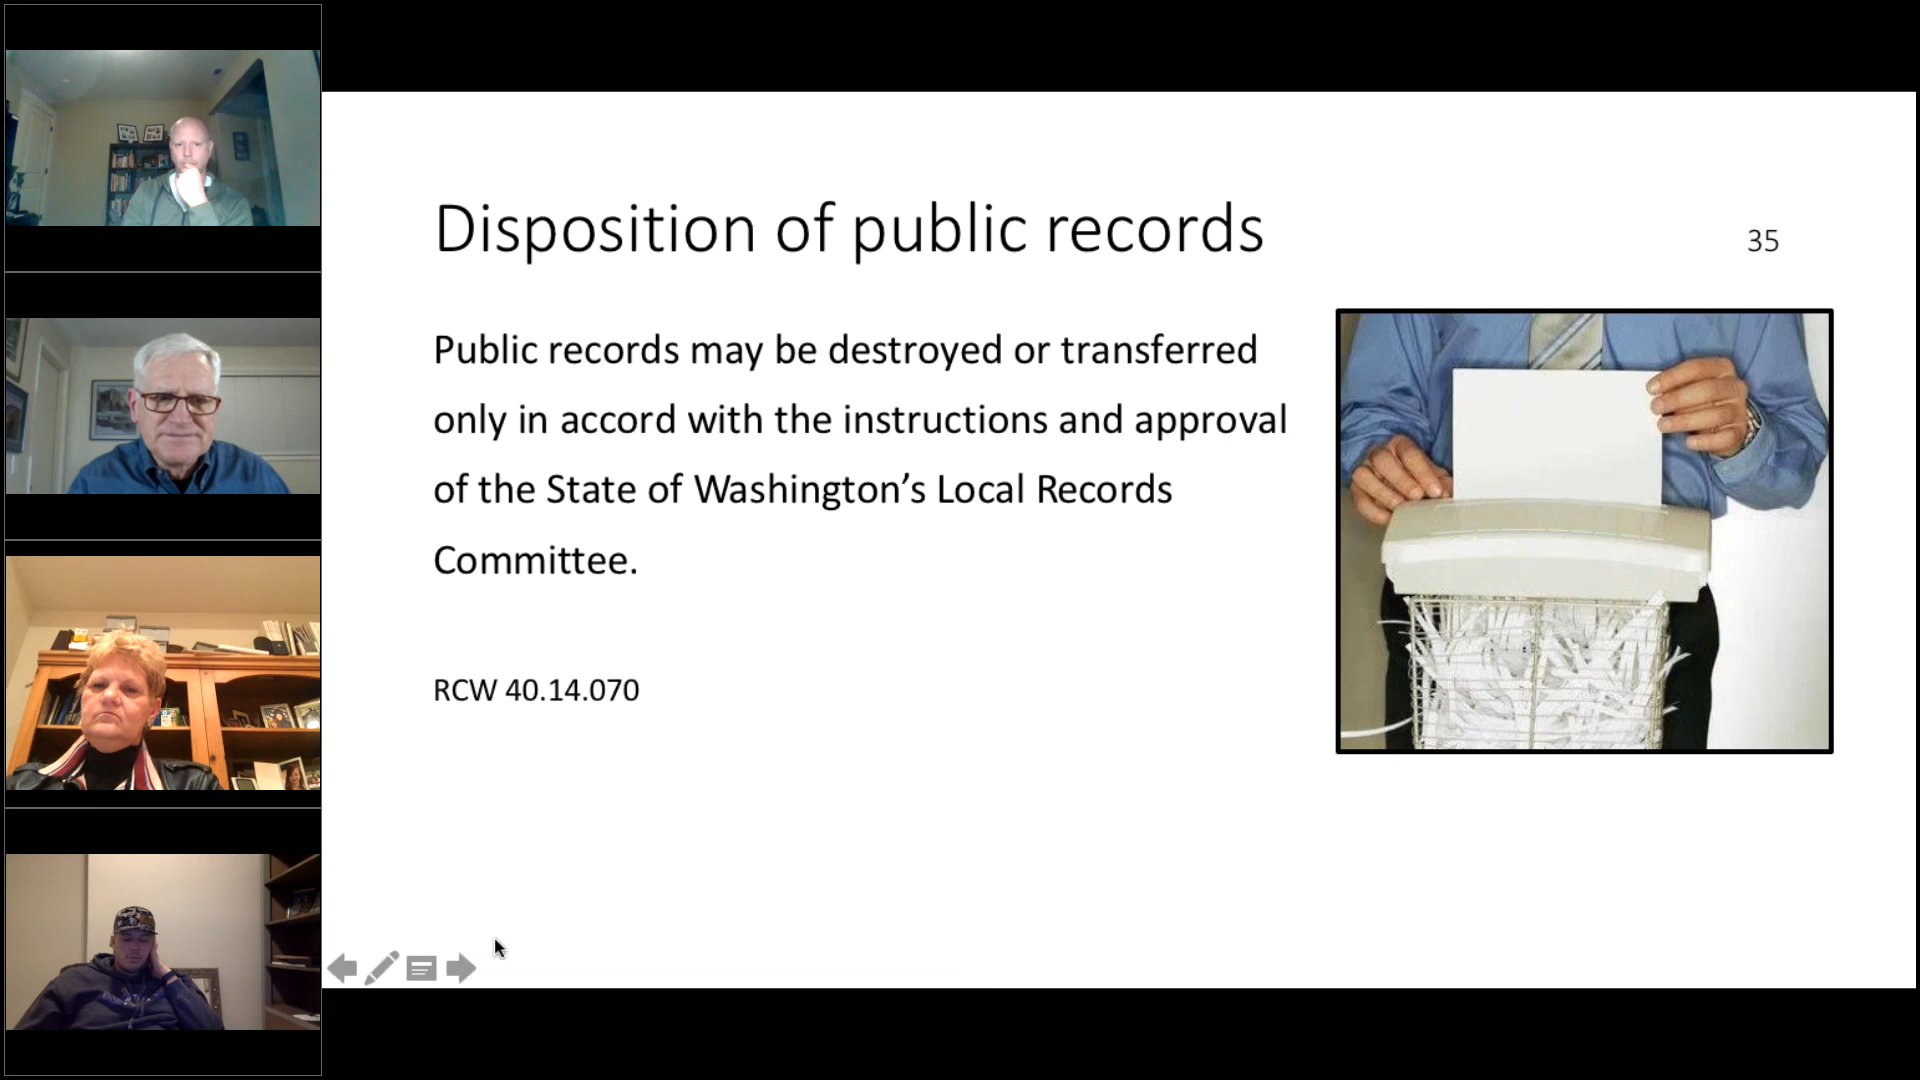 Disposition of public records
35
Public records may be destroyed or transferred
only in accord with the instructions and approval
of the State of Washington’s Local Records
Committee.
RCW 40.14.070